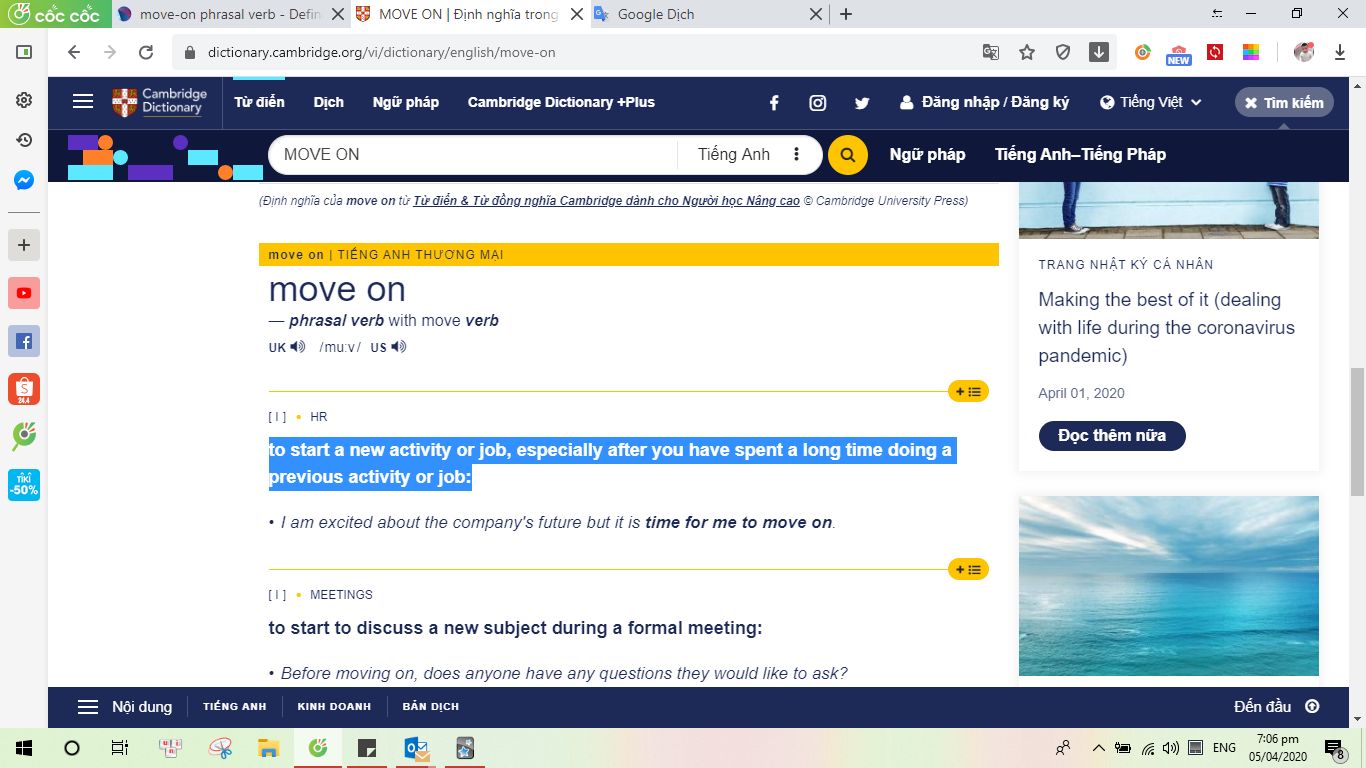 cốc cốc
move-on phrasal verb - Defin
MOVE ON | Định nghĩa trong
Google Dịch
dictionary.cambridge.org/vi/dictionary/english/move-on
NEW
Cambridge
Dictionary
Từ điển
Dịch
Ngữ pháp
Cambridge Dictionary +Plus
Đăng nhập / Đăng ký
Tiếng Việt
Tìm kiếm
MOVE ON
Tiếng Anh
Ngữ pháp
Tiếng Anh–Tiếng Pháp
(Định nghĩa của move on từ Từ điển & Từ đồng nghĩa Cambridge dành cho Người học Nâng cao © Cambridge University Press)
move on | TIẾNG ANH THƯƠNG MẠI
move on
— phrasal verb with move verb
UK /muːv/ US
[ I ] • HR
to start a new activity or job, especially after you have spent a long time doing a
previous activity or job:
• I am excited about the company's future but it is time for me to move on.
[ I ] • MEETINGS
to start to discuss a new subject during a formal meeting:
• Before moving on, does anyone have any questions they would like to ask?
TRANG NHẬT KÝ CÁ NHÂN
Making the best of it (dealing
with life during the coronavirus
pandemic)
April 01, 2020
Đọc thêm nữa
24.4
TIKI
-50%
Nội dung
TIẾNG ANH
KINH DOANH
BẢN DỊCH
Đến đầu
ENG
7:06 pm
05/04/2020
8